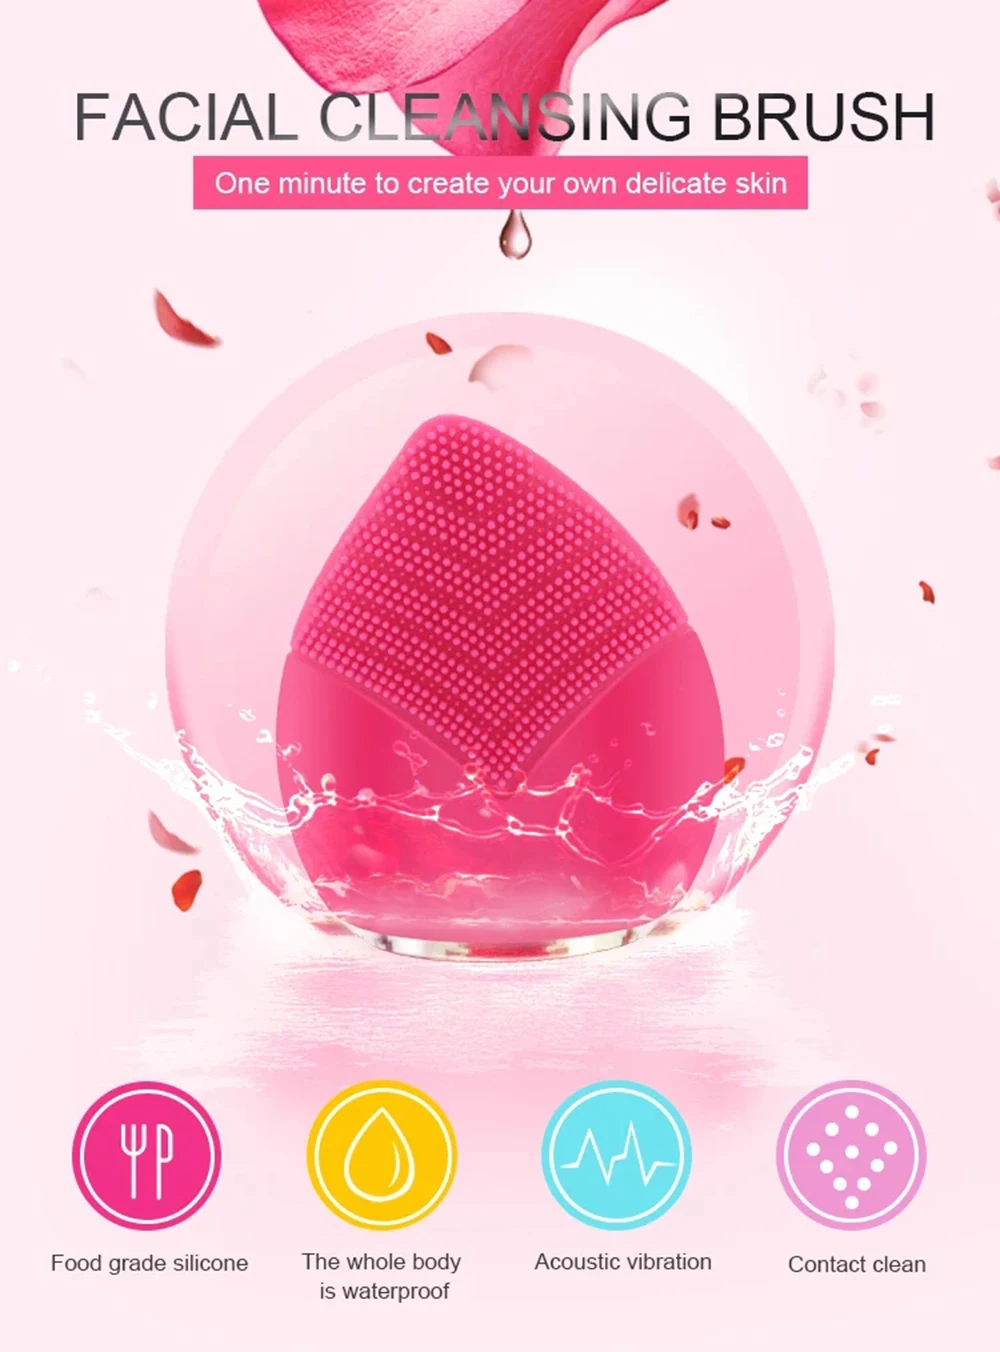 FACIAL CLEANSING BRUSH
One minute to create your own delicate skin
Food grade silicone
The whole body
is waterproof
Acoustic vibration
Contact clean